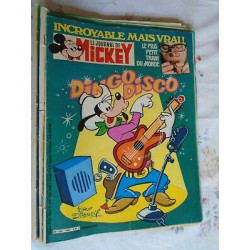 INCROYABLE MAIS VRAI!
LE JOURNAL DE
MICKEY
LE PLUS
PETIT
TRAIN
DU MONDE
DINGO DISCO
WALT
DISNEY